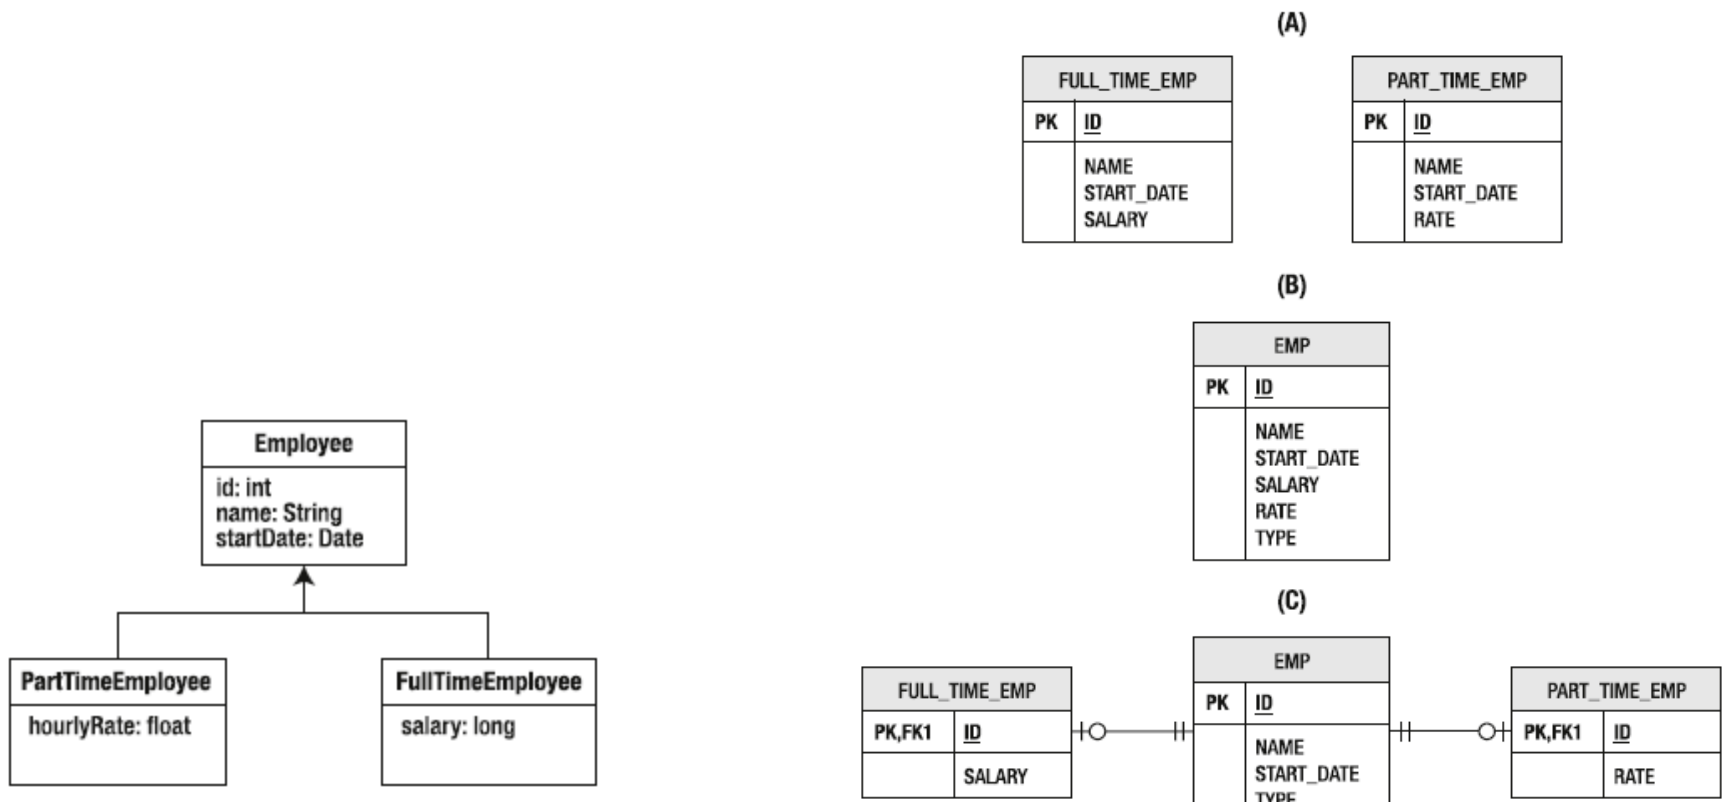 Employee
id: int
name: String
startDate: Date
PartTimeEmployee
hourlyRate: float
FullTimeEmployee
salary: long
(A)
FULL_TIME_EMP
PK ID
NAME
START_DATE
SALARY
PART_TIME_EMP
PK ID
NAME
START_DATE
RATE
(B)
EMP
PK ID
NAME
START_DATE
SALARY
RATE
TYPE
(C)
FULL_TIME_EMP
PK,FK1 ID
SALARY
EMP
PK ID
NAME
START_DATE
TYPE
PART_TIME_EMP
PK,FK1 ID
RATE